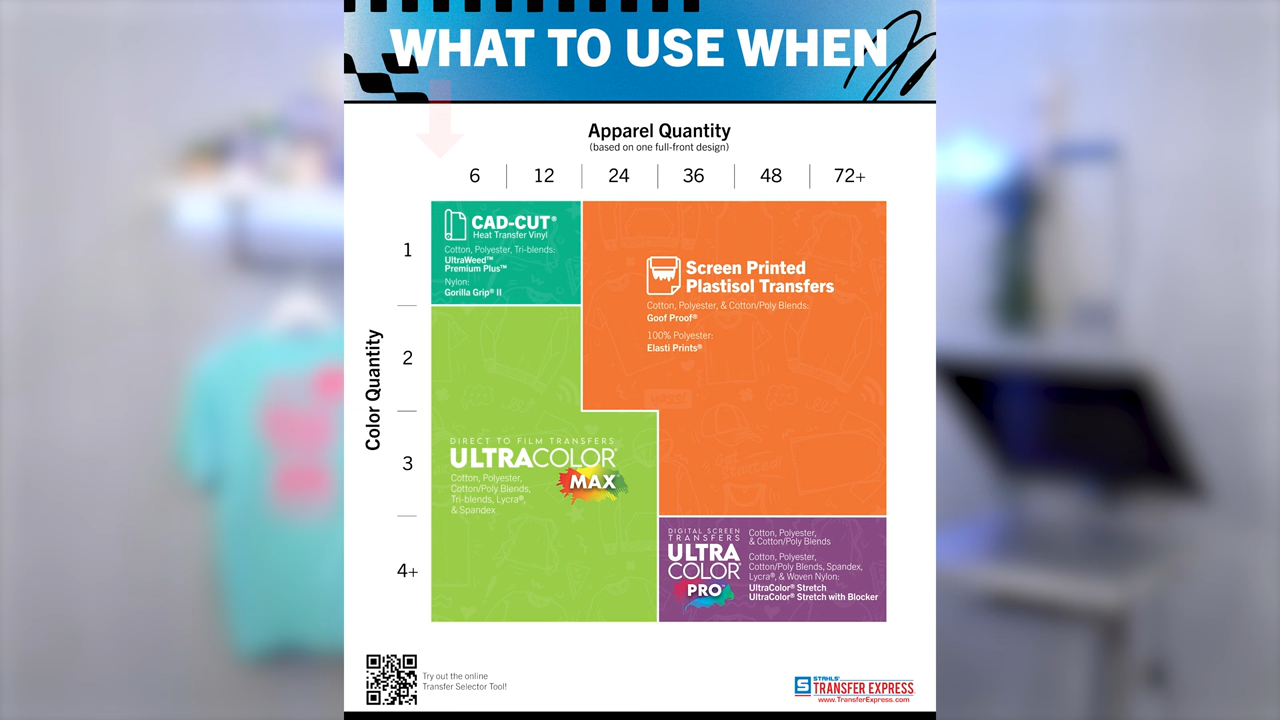 WHAT TO USE WHEN
Apparel Quantity
(based on one full-front design)
6 12 24 36 48 72+
Color Quantity
1
2
3
4+
CAD-CUT®
Heat Transfer Vinyl
Cotton, Polyester, Tri-blends:
UltraWeed™
Premium Plus™
Nylon:
Gorilla Grip® II
Screen Printed
Plastisol Transfers
Cotton, Polyester, & Cotton/Poly Blends:
Goof Proof®
100% Polyester:
Elasti Prints®
DIRECT TO FILM TRANSFERS
ULTRACOLOR®
MAX™
Cotton, Polyester,
Cotton/Poly Blends,
Tri-blends, Lycra®,
& Spandex
DIGITAL SCREEN
TRANSFERS
ULTRA
COLOR®
PRO™
Cotton, Polyester,
& Cotton/Poly Blends
Cotton, Polyester,
Cotton/Poly Blends, Spandex,
Lycra®, & Woven Nylon:
UltraColor® Stretch
UltraColor® Stretch with Blocker
Try out the online
Transfer Selector Tool!
S STAHLS'
TRANSFER EXPRESS
www.TransferExpress.com